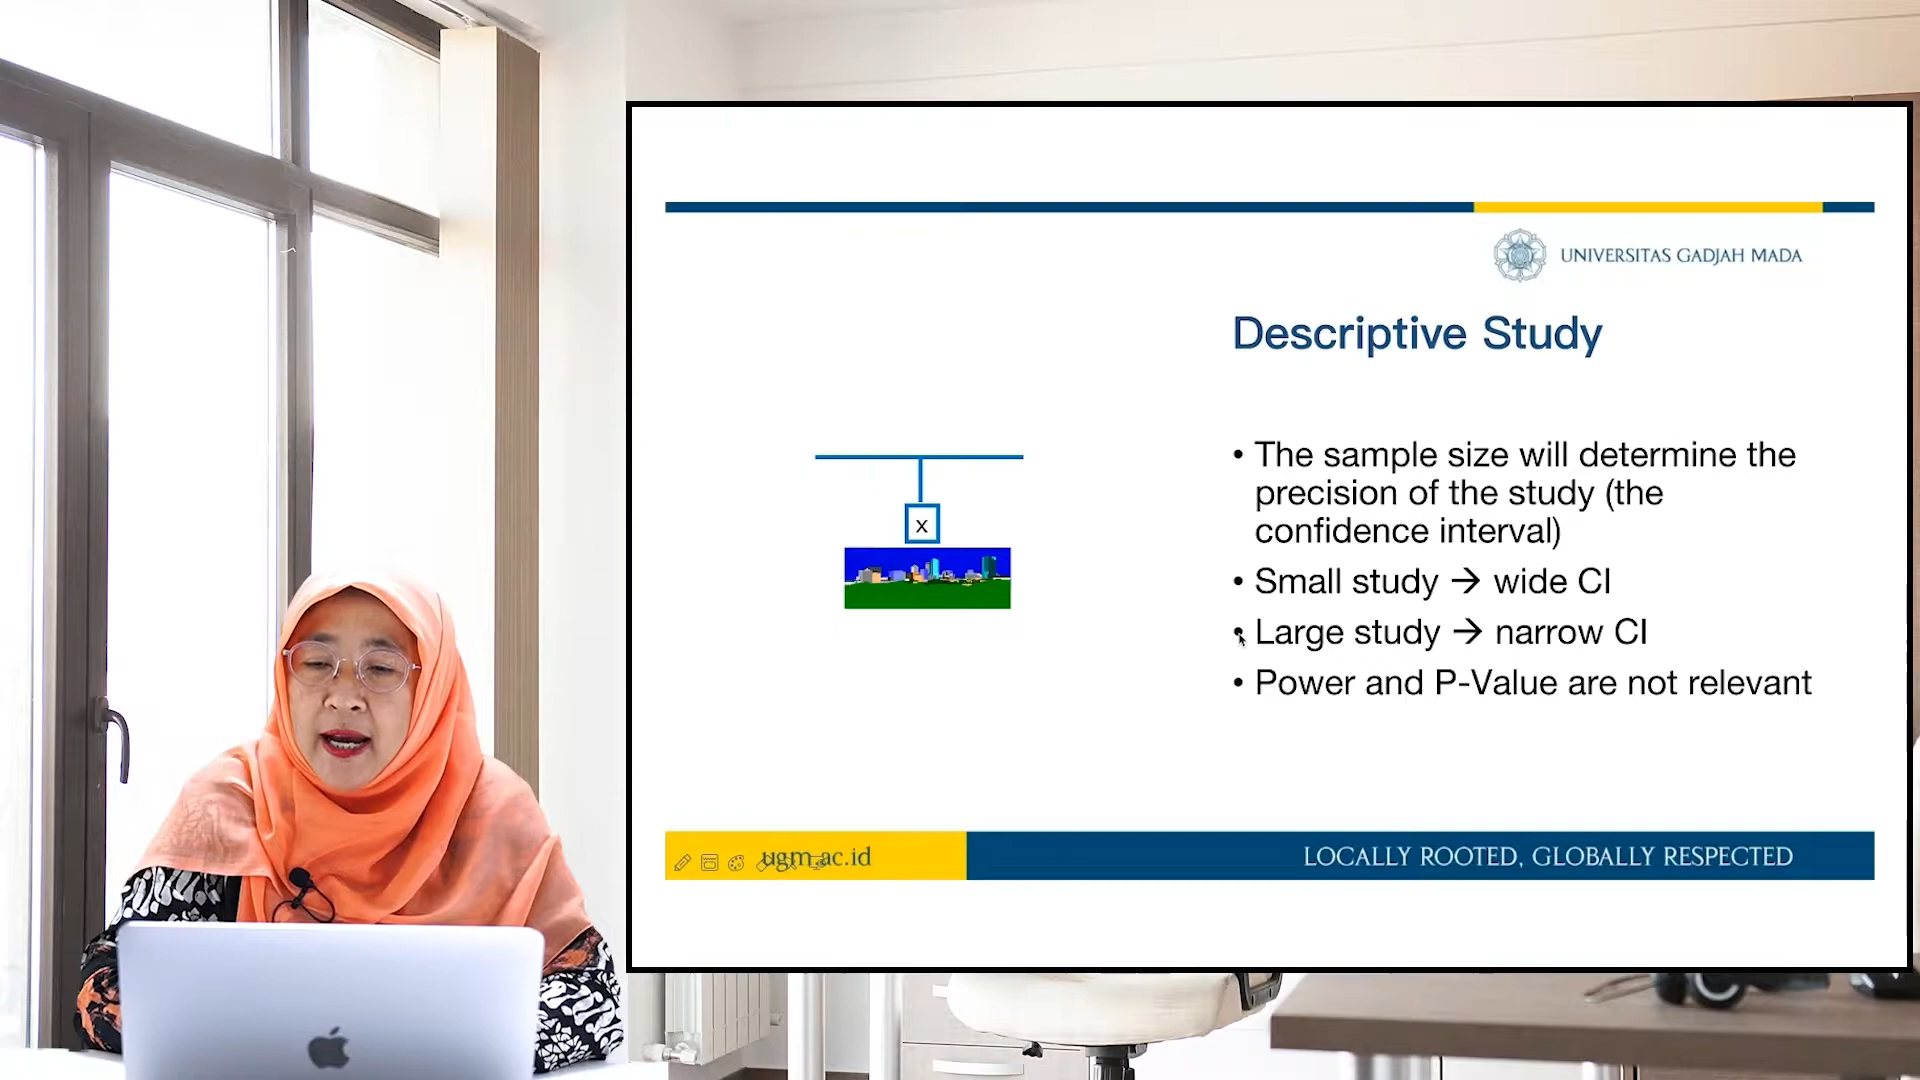 UNIVERSITAS GADJAH MADA
Descriptive Study
• The sample size will determine the
precision of the study (the
confidence interval)
• Small study → wide CI
• Large study → narrow CI
• Power and P-Value are not relevant
x
ugm.ac.id
LOCALLY ROOTED, GLOBALLY RESPECTED